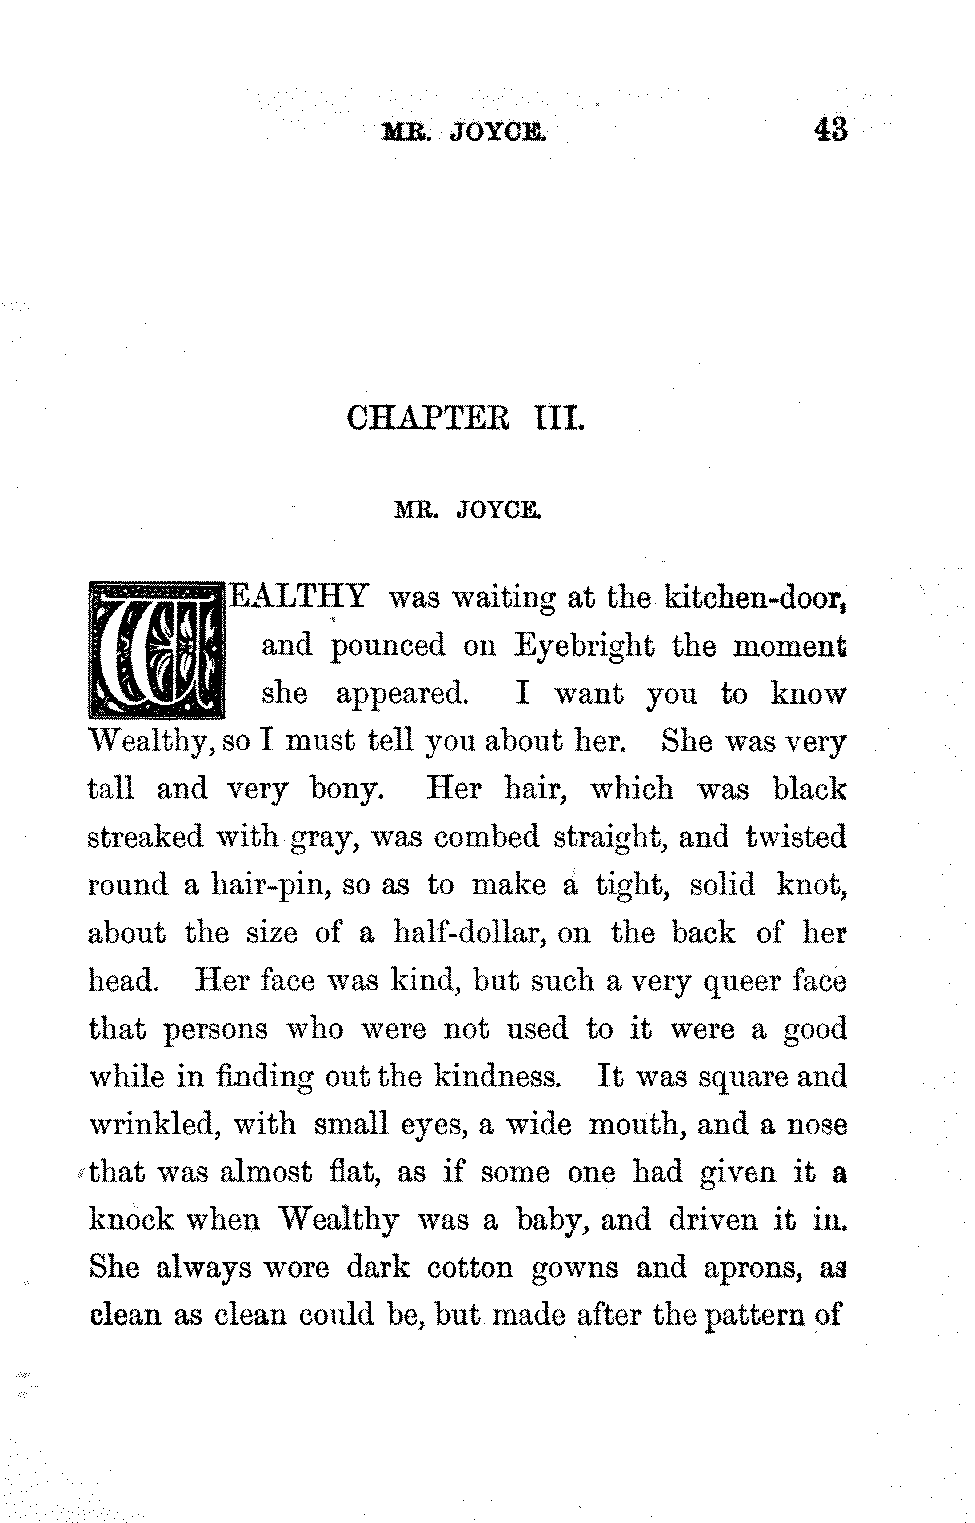 MR. JOYCE. 43
CHAPTER III.
MR. JOYCE.
WEALTHY was waiting at the kitchen-door,
and pounced on Eyebright the moment
she appeared. I want you to know
Wealthy, so I must tell you about her. She was very
tall and very bony. Her hair, which was black
streaked with gray, was combed straight, and twisted
round a hair-pin, so as to make a tight, solid knot,
about the size of a half-dollar, on the back of her
head. Her face was kind, but such a very queer face
that persons who were not used to it were a good
while in finding out the kindness. It was square and
wrinkled, with small eyes, a wide mouth, and a nose
that was almost flat, as if some one had given it a
knock when Wealthy was a baby, and driven it in.
She always wore dark cotton gowns and aprons, as
clean as clean could be, but made after the pattern of